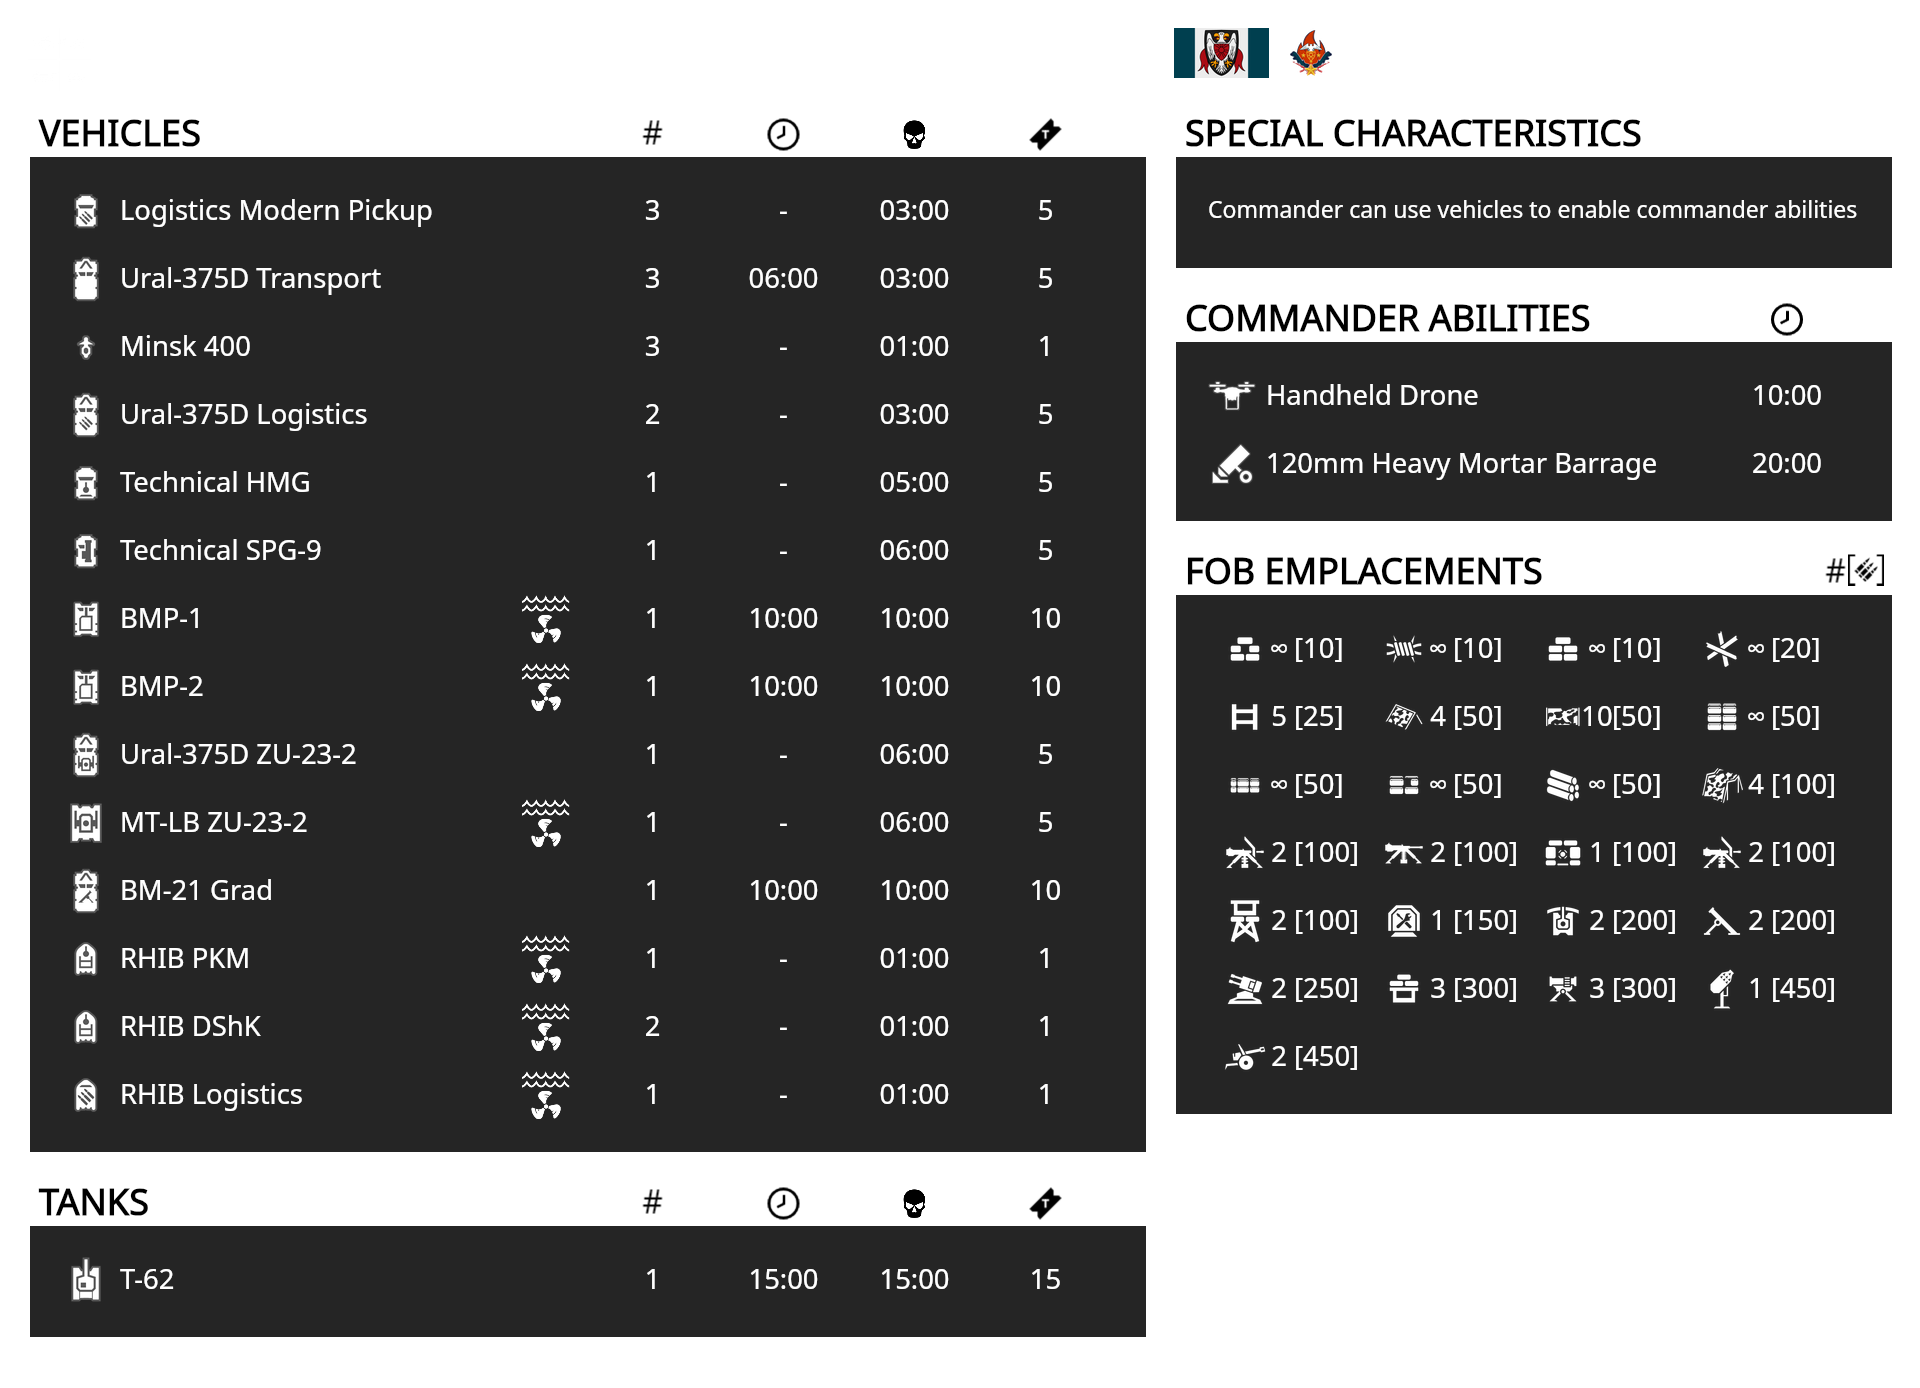 VEHICLES #
Logistics Modern Pickup 3 - 03:00 5
Ural-375D Transport 3 06:00 03:00 5
Minsk 400 3 - 01:00 1
Ural-375D Logistics 2 - 03:00 5
Technical HMG 1 - 05:00 5
Technical SPG-9 1 - 06:00 5
BMP-1 1 10:00 10:00 10
BMP-2 1 10:00 10:00 10
Ural-375D ZU-23-2 1 - 06:00 5
MT-LB ZU-23-2 1 - 06:00 5
BM-21 Grad 1 10:00 10:00 10
RHIB PKM 1 - 01:00 1
RHIB DShK 2 - 01:00 1
RHIB Logistics 1 - 01:00 1
TANKS #
T-62 1 15:00 15:00 15
SPECIAL CHARACTERISTICS
Commander can use vehicles to enable commander abilities
COMMANDER ABILITIES
Handheld Drone 10:00
120mm Heavy Mortar Barrage 20:00
FOB EMPLACEMENTS #[]
∞ [10] ∞ [10] ∞ [10] ∞ [20]
5 [25] 4 [50] 10[50] ∞ [50]
∞ [50] ∞ [50] ∞ [50] 4 [100]
2 [100] 2 [100] 1 [100] 2 [100]
2 [100] 1 [150] 2 [200] 2 [200]
2 [250] 3 [300] 3 [300] 1 [450]
2 [450]